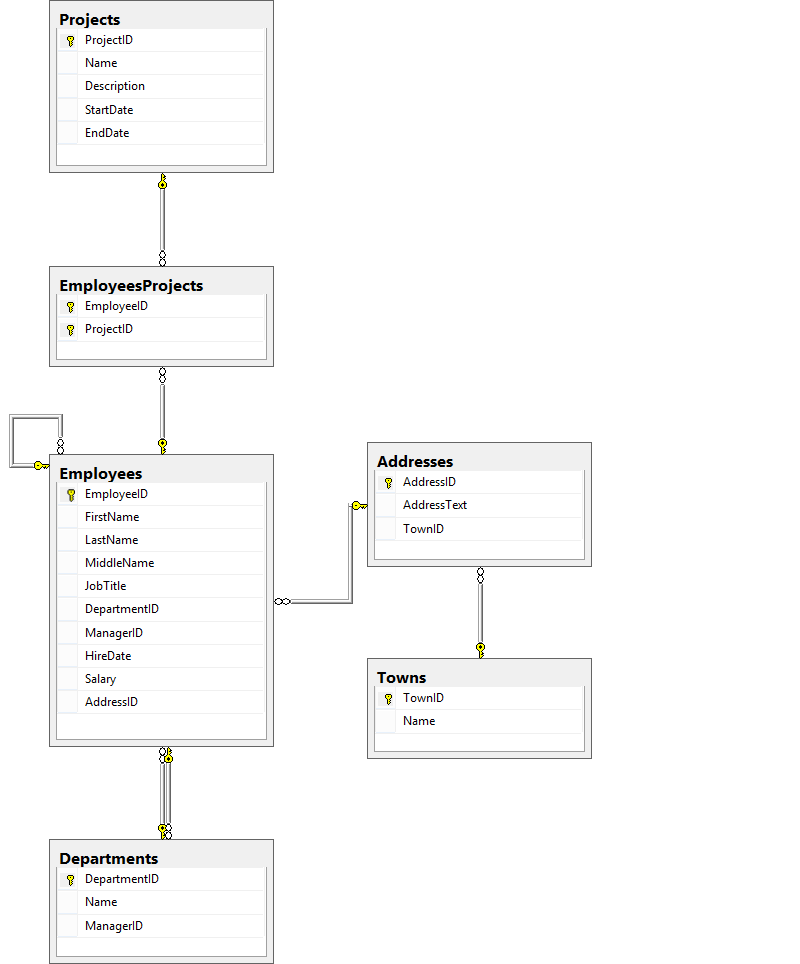 Projects
ProjectID
Name
Description
StartDate
EndDate
EmployeesProjects
EmployeeID
ProjectID
Employees
EmployeeID
FirstName
LastName
MiddleName
JobTitle
DepartmentID
ManagerID
HireDate
Salary
AddressID
Addresses
AddressID
AddressText
TownID
Towns
TownID
Name
Departments
DepartmentID
Name
ManagerID